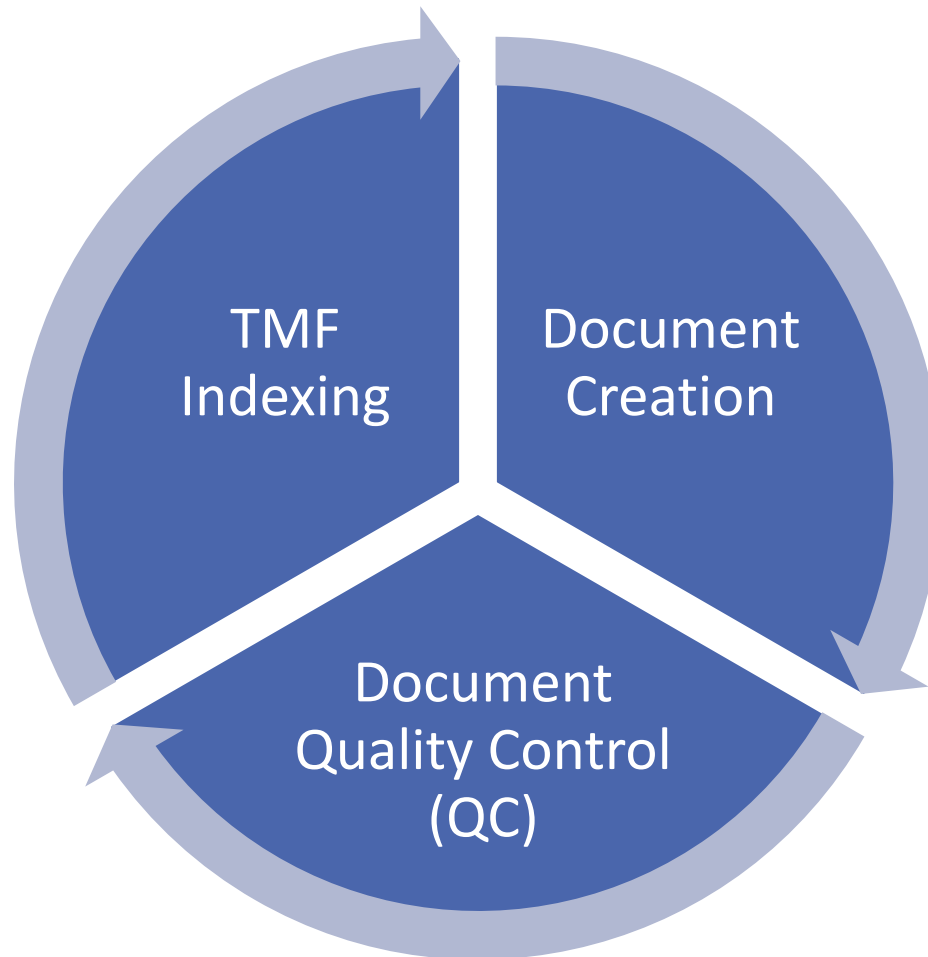 TMF
Indexing
Document
Creation
Document
Quality Control
(QC)